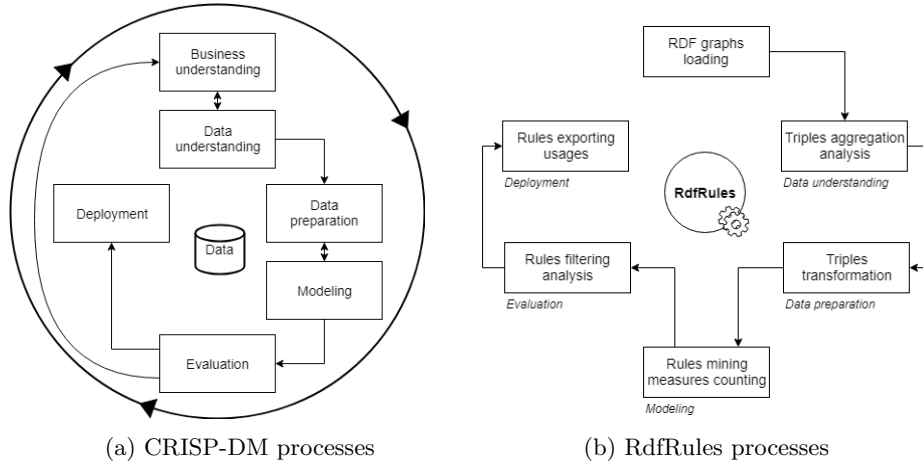 Business
understanding
Data
understanding
Deployment
Data
preparation
Data
Modeling
Evaluation
(a) CRISP-DM processes
RDF graphs
loading
Rules exporting
usages
Deployment
Triples aggregation
analysis
Data understanding
RdfRules
Rules filtering
analysis
Evaluation
Triples
transformation
Data preparation
Rules mining
measures counting
Modeling
(b) RdfRules processes